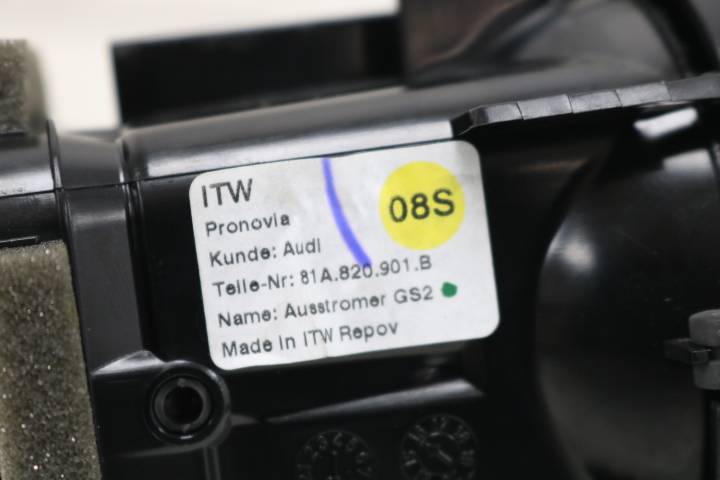 ITW
08S
Pronovia
Kunde: Audi
Teile-Nr: 81A.820.901.B
Name: Ausstromer GS2
Made in ITW Repov